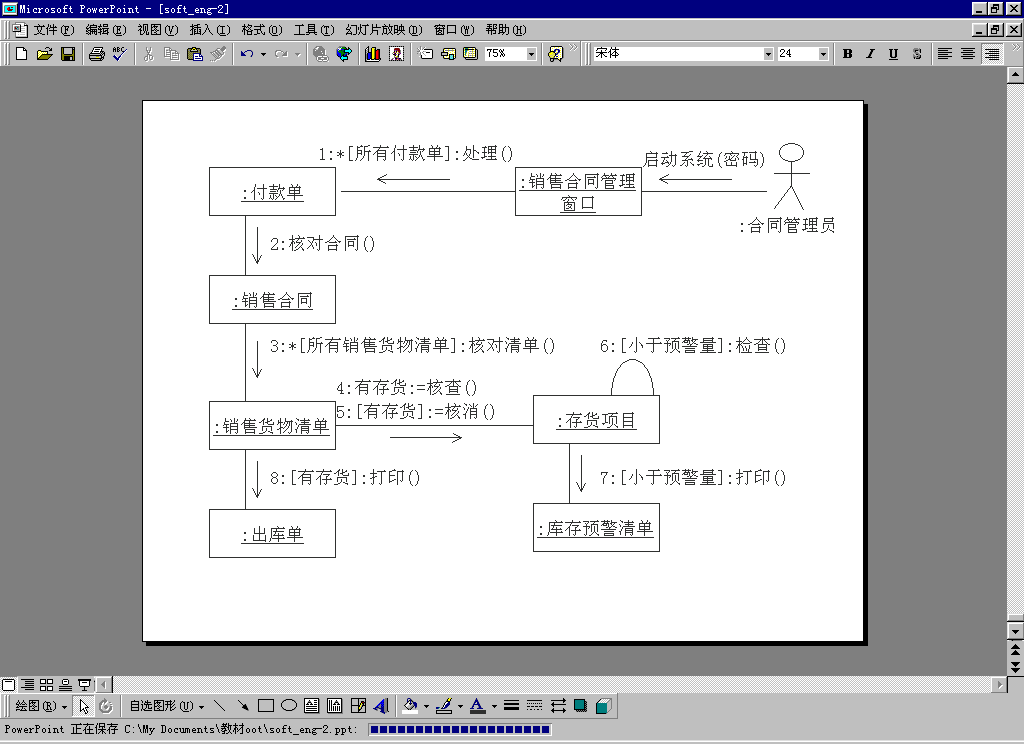 Microsoft PowerPoint - [soft_eng-2]
文件(F) 编辑(E) 视图(V) 插入(I) 格式(O) 工具(T) 幻灯片放映(D) 窗口(W) 帮助(H)
75% 宋体 24 B I U S
1:*[所有付款单]:处理()
启动系统(密码)
:付款单
:销售合同管理
窗口
:合同管理员
2:核对合同()
:销售合同
3:*[所有销售货物清单]:核对清单()
6:[小于预警量]:检查()
4:有存货:=核查()
5:[有存货]:=核消()
:销售货物清单
:存货项目
8:[有存货]:打印()
7:[小于预警量]:打印()
:出库单
:库存预警清单
绘图(R) 自选图形(U)
PowerPoint 正在保存 C:\My Documents\教材oot\soft_eng-2.ppt: